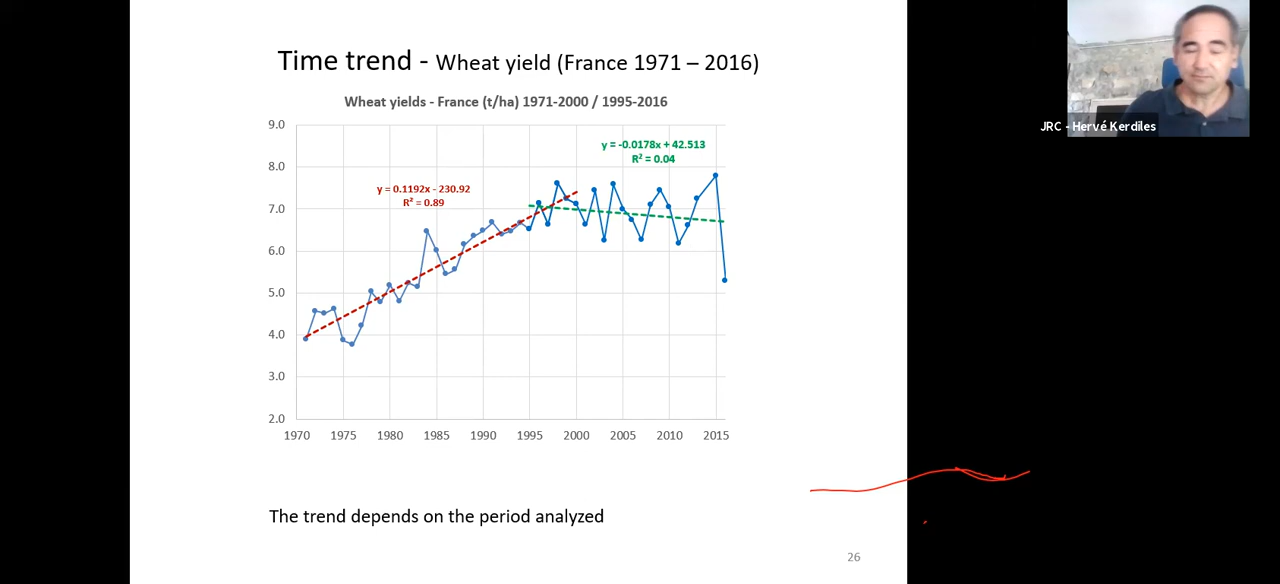 Time trend - Wheat yield (France 1971 – 2016)
Wheat yields - France (t/ha) 1971-2000 / 1995-2016
9.0
y = -0.0178x + 42.513
R² = 0.04
8.0
y = 0.1192x - 230.92
R² = 0.89
7.0
6.0
5.0
4.0
3.0
2.0
1970 1975 1980 1985 1990 1995 2000 2005 2010 2015
The trend depends on the period analyzed
26
JRC - Hervé Kerdiles